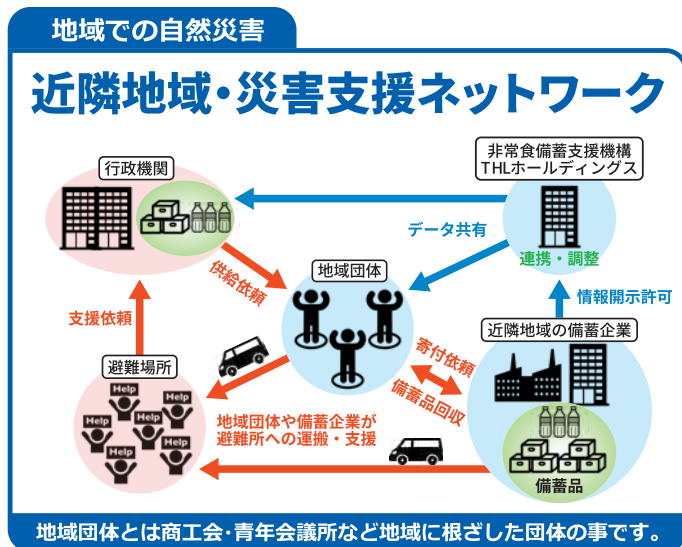 地域での自然災害
近隣地域・災害支援ネットワーク
行政機関
非常食備蓄支援機構
THLホールディングス
データ共有
連携・調整
供給依頼
地域団体
情報開示許可
支援依頼
近隣地域の備蓄企業
避難場所
寄付依頼
備蓄品回収
Help
Help
Help
Help
Help
Help
地域団体や備蓄企業が
避難所への運搬・支援
備蓄品
地域団体とは商工会・青年会議所など地域に根ざした団体の事です。